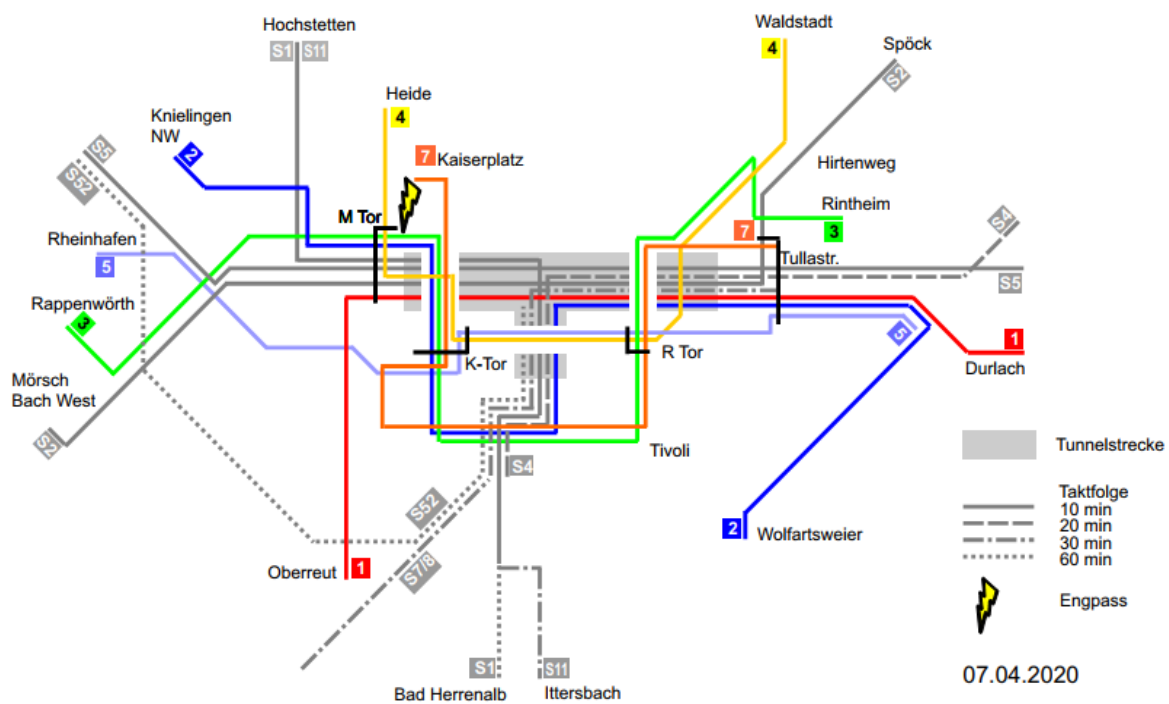 Hochstetten
S1 S11
Waldstadt
4
Spöck
S2
Heide
4
Knielingen
NW
2
7
Kaiserplatz
S5
S52
Hirtenweg
Rintheim
3
M Tor
7
S4
Rheinhafen
5
Tullastr.
S5
Rappenwörth
3
5
1
R Tor
K-Tor
Durlach
Mörsch
Bach West
S2
Tivoli
Tunnelstrecke
S4
Taktfolge
10 min
20 min
30 min
60 min
S52
2
Wolfartsweier
S7/8
Oberreut
1
Engpass
S1
S11
07.04.2020
Bad Herrenalb
Ittersbach